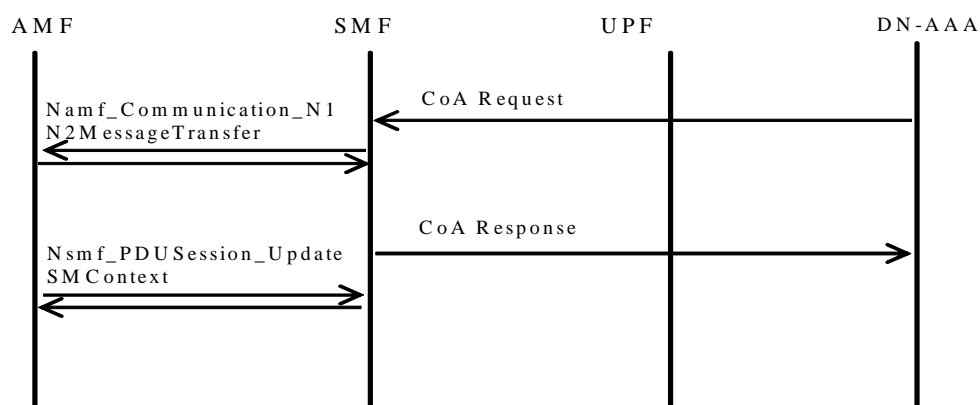 AMF
SMF
UPF
DN-AAA
CoA Request
Namf_Communication_N1
N2MessageTransfer
CoA Response
Nsmf_PDUSession_Update
SMContext